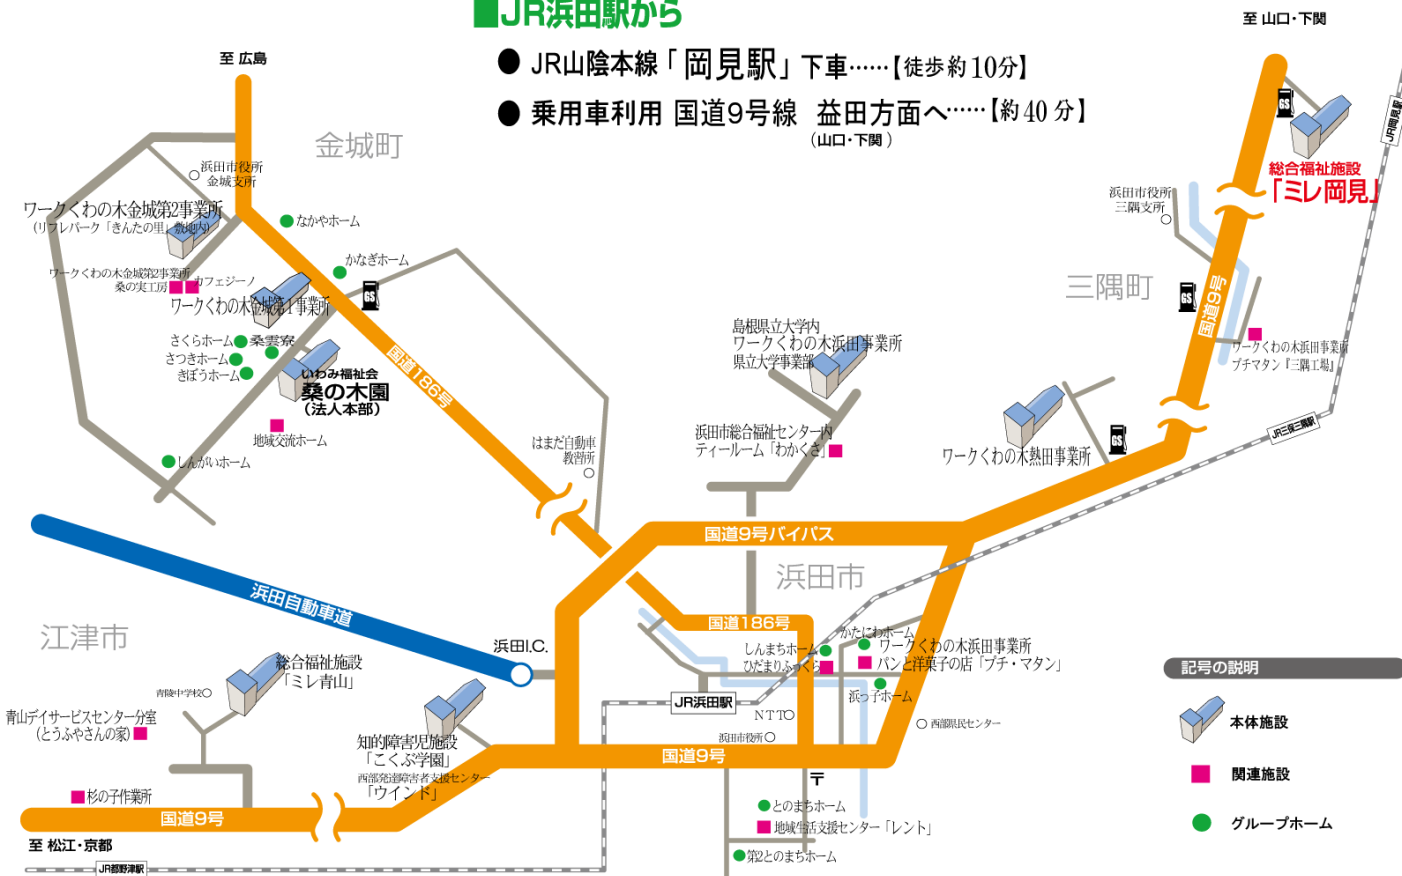 ■JR浜田駅から
● JR山陰本線「岡見駅」下車……【徒歩約10分】
● 乗用車利用 国道9号線 益田方面へ……【約40分】
(山口・下関)
至 山口・下関
至 広島
金城町
浜田市役所
金城支所
ワークくわの木金城第2事業所
(リフレパーク「きんたの里」敷地内)
なかやホーム
かなぎホーム
GS
ワークくわの木金城第2事業所
桑の実工房
カフェジーノ
ワークくわの木金城第1事業所
さくらホーム
桑雲寮
さつきホーム
きぼうホーム
いわみ福祉会
桑の木園
(法人本部)
地域交流ホーム
しんがいホーム
国道186号
はまだ自動車
教習所
島根県立大学内
ワークくわの木浜田事業所
県立大学事業部
浜田市総合福祉センター内
ティールーム「わかくさ」
GS
JR岡見駅
総合福祉施設
「ミレ岡見」
浜田市役所
三隅支所
三隅町
GS
国道9号
ワークくわの木浜田事業所
プチマタン『三隅工場』
JR三保三隅駅
ワークくわの木熱田事業所
GS
国道9号バイパス
浜田市
浜田自動車道
浜田I.C.
国道186号
江津市
総合福祉施設
「ミレ青山」
青陵中学校
青山デイサービスセンター分室
(とうふやさんの家)
杉の子作業所
国道9号
至 松江・京都
JR都野津駅
知的障害児施設
「こくぶ学園」
西部発達障害者支援センター
「ウインド」
JR浜田駅
しんまちホーム
ひだまりふっくら
かたにわホーム
ワークくわの木浜田事業所
パンと洋菓子の店「プチ・マタン」
浜っ子ホーム
NTT
浜田市役所
西部県民センター
国道9号
〒
とのまちホーム
地域生活支援センター「レント」
第2とのまちホーム
記号の説明
本体施設
関連施設
グループホーム